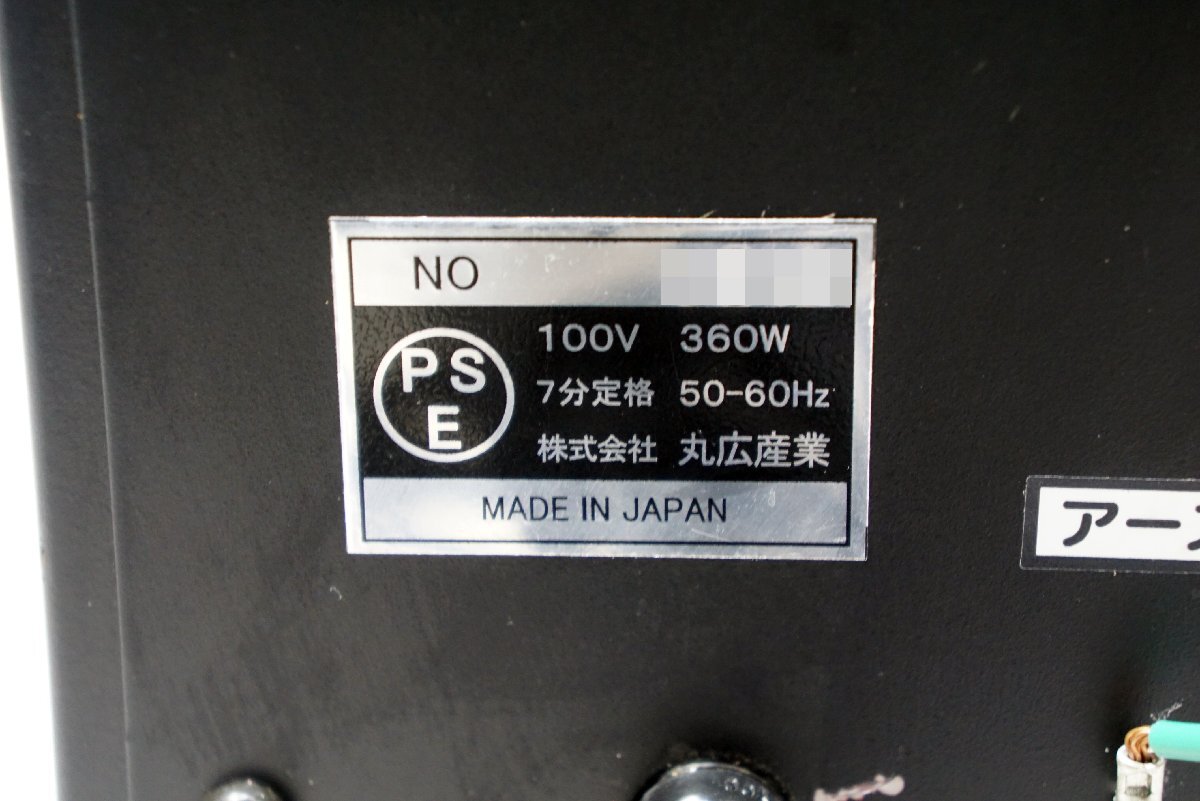 NO
PSE
100V 360W
7分定格 50-60Hz
株式会社 丸広産業
MADE IN JAPAN
アー